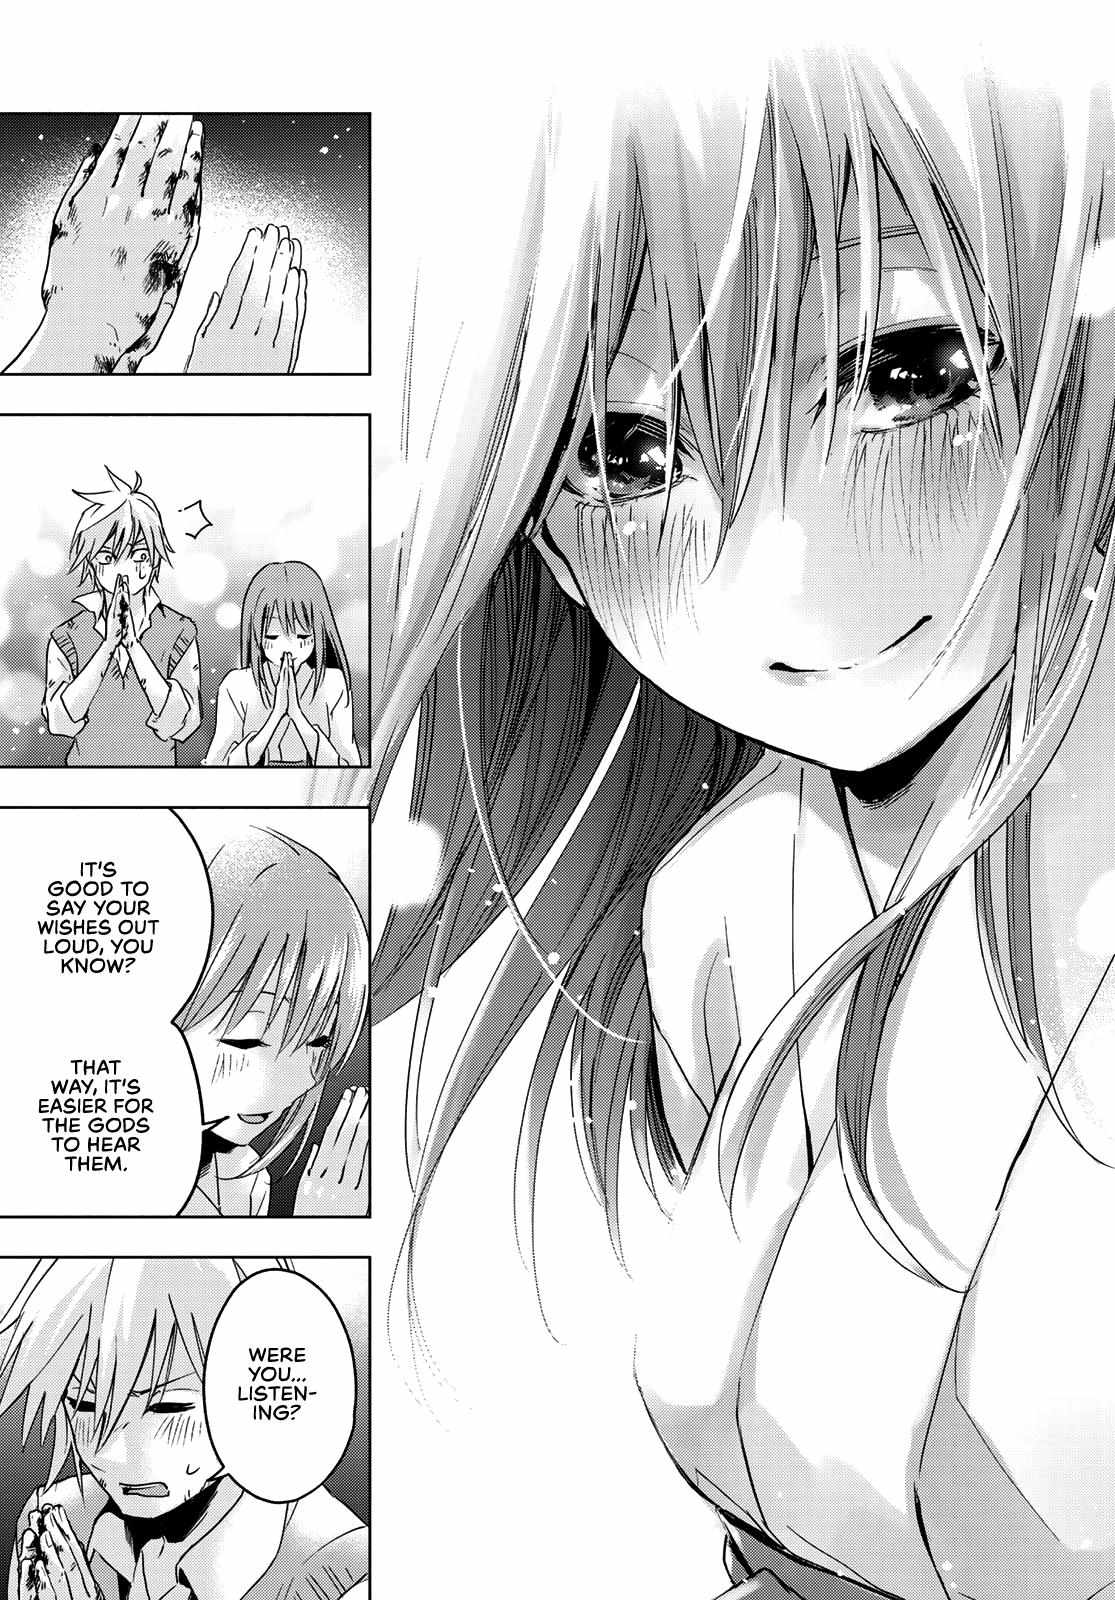 IT'S
GOOD TO
SAY YOUR
WISHES OUT
LOUD, YOU
KNOW?
THAT
WAY, IT'S
EASIER FOR
THE GODS
TO HEAR
THEM.
WERE
YOU...
LISTEN-
ING?